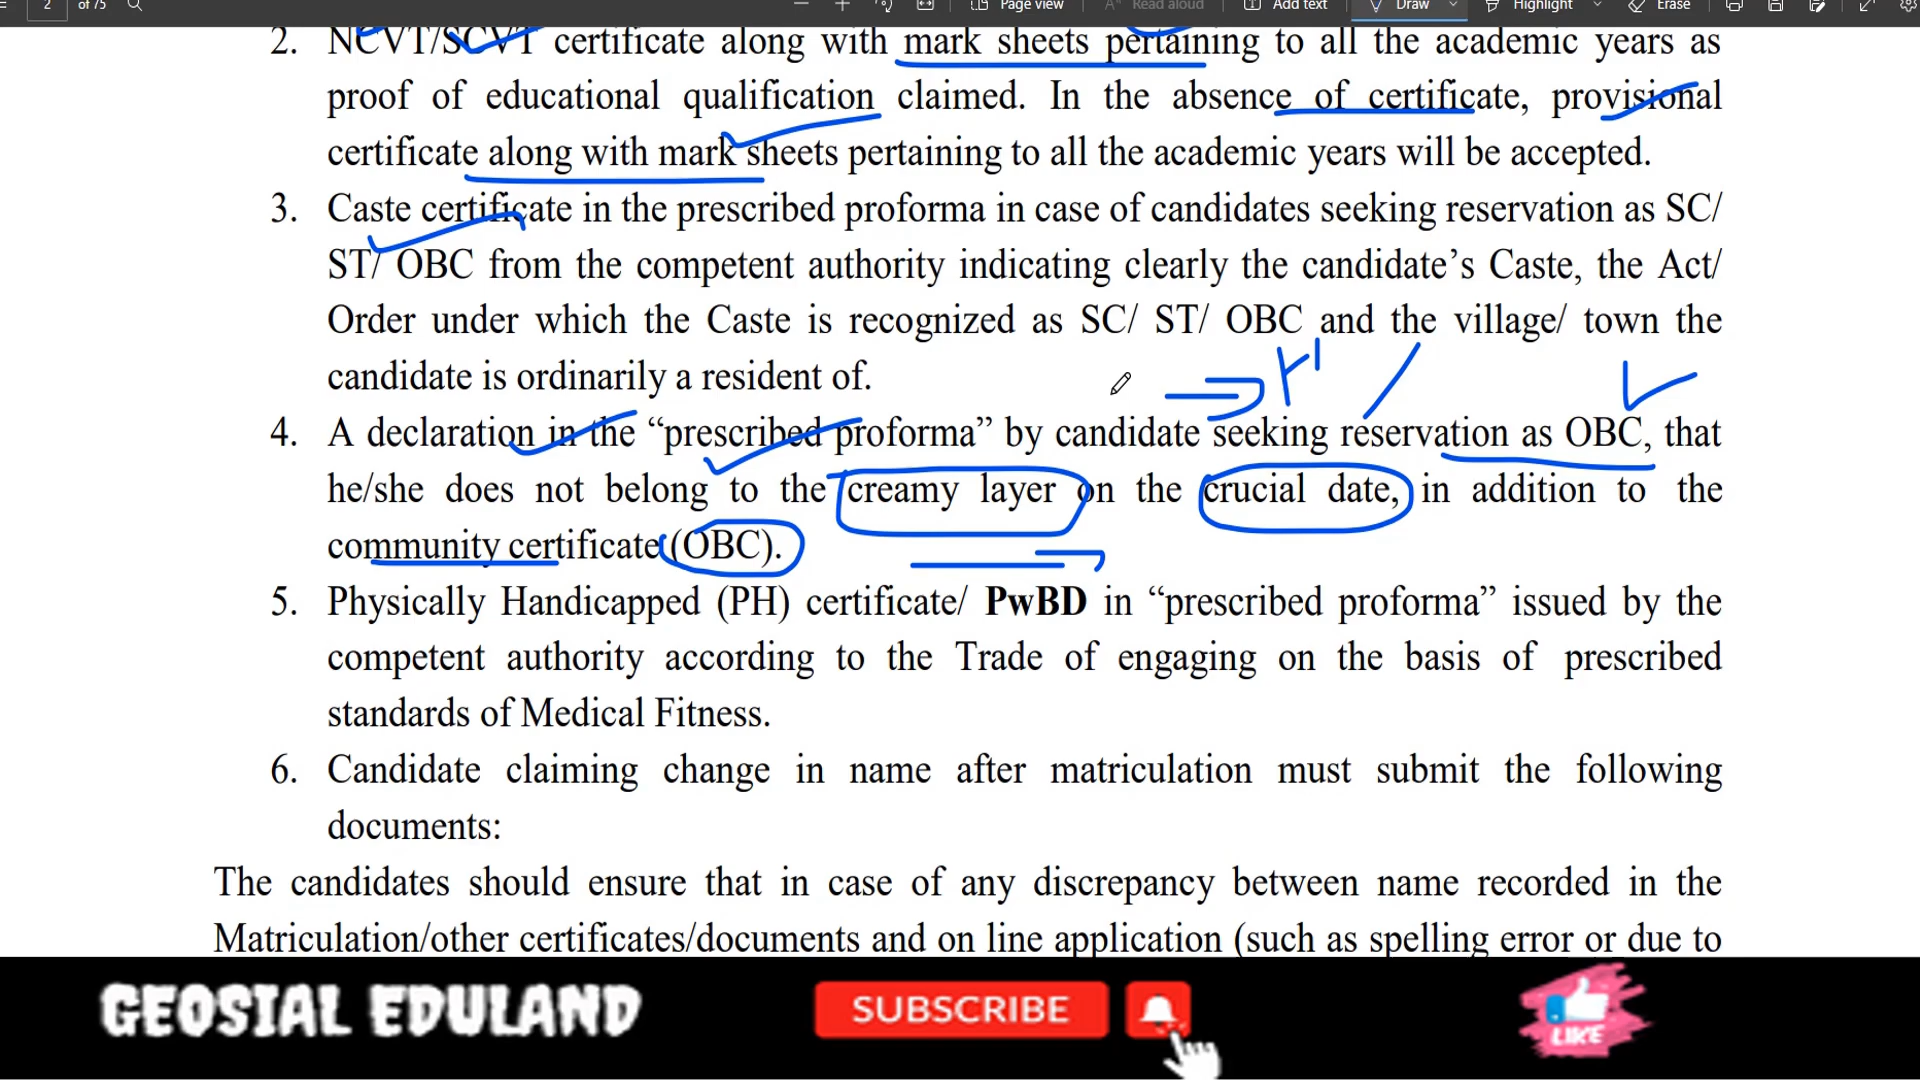 2 of 75 Page view Read aloud Add text Draw Highlight Erase
2. NCVT/SCVT certificate along with mark sheets pertaining to all the academic years as
proof of educational qualification claimed. In the absence of certificate, provisional
certificate along with mark sheets pertaining to all the academic years will be accepted.
3. Caste certificate in the prescribed proforma in case of candidates seeking reservation as SC/
ST/ OBC from the competent authority indicating clearly the candidate’s Caste, the Act/
Order under which the Caste is recognized as SC/ ST/ OBC and the village/ town the
candidate is ordinarily a resident of.
4. A declaration in the “prescribed proforma” by candidate seeking reservation as OBC, that
he/she does not belong to the creamy layer on the crucial date, in addition to the
community certificate (OBC).
5. Physically Handicapped (PH) certificate/ PwBD in “prescribed proforma” issued by the
competent authority according to the Trade of engaging on the basis of prescribed
standards of Medical Fitness.
6. Candidate claiming change in name after matriculation must submit the following
documents:
The candidates should ensure that in case of any discrepancy between name recorded in the
Matriculation/other certificates/documents and on line application (such as spelling error or due to
GEOSIAL EDULAND SUBSCRIBE LIKE